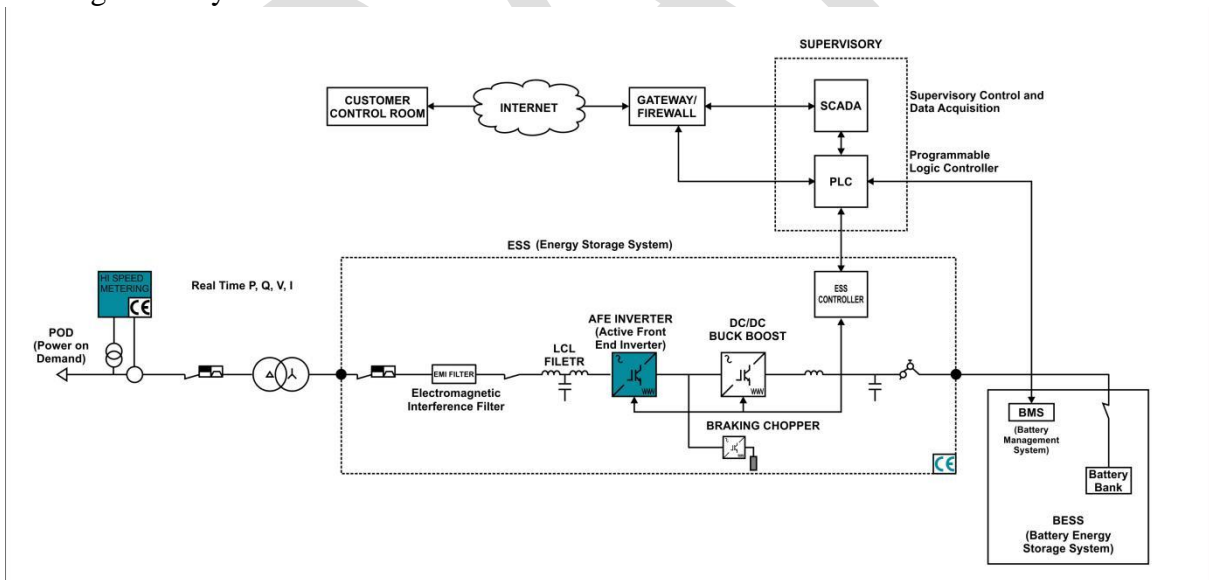 SUPERVISORY
CUSTOMER
CONTROL ROOM
INTERNET
GATEWAY/
FIREWALL
SCADA
Supervisory Control and
Data Acquisition
PLC
Programmable
Logic Controller
ESS (Energy Storage System)
HI SPEED
METERING
CE
Real Time P, Q, V, I
POD
(Power on
Demand)
EMI FILTER
Electromagnetic
Interference Filter
LCL
FILETR
AFE INVERTER
(Active Front
End Inverter)
DC/DC
BUCK BOOST
ESS
CONTROLLER
BRAKING CHOPPER
CE
BMS
(Battery
Management
System)
Battery
Bank
BESS
(Battery Energy
Storage System)